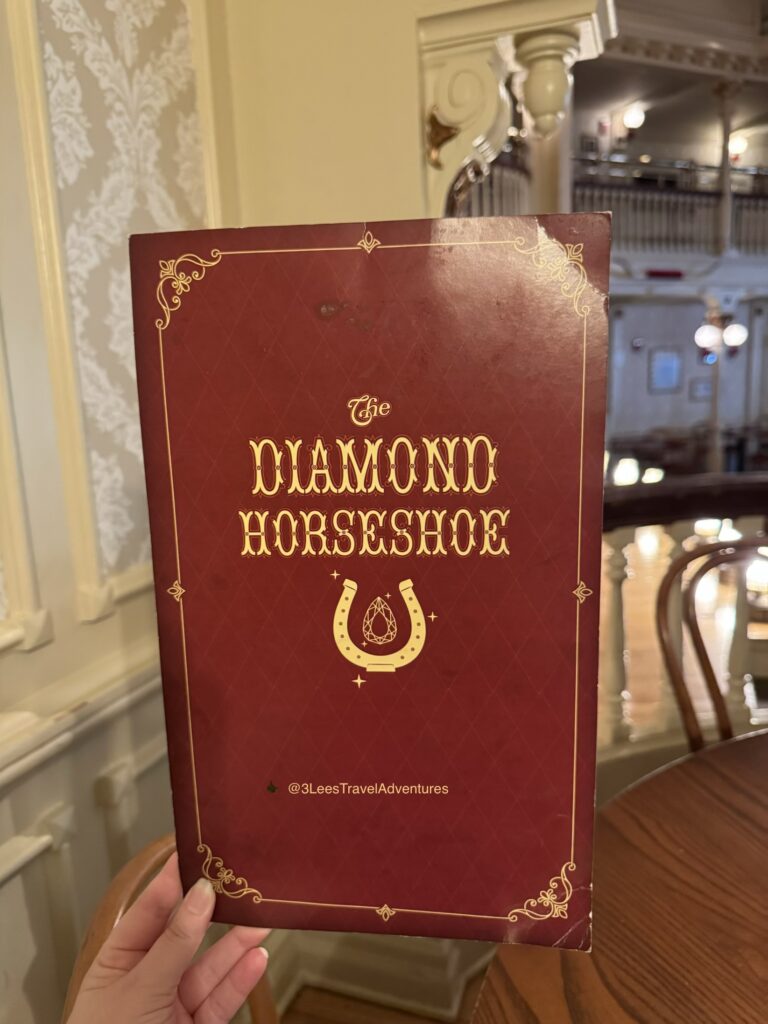 The
DIAMOND
HORSESHOE
@3LeesTravelAdventures